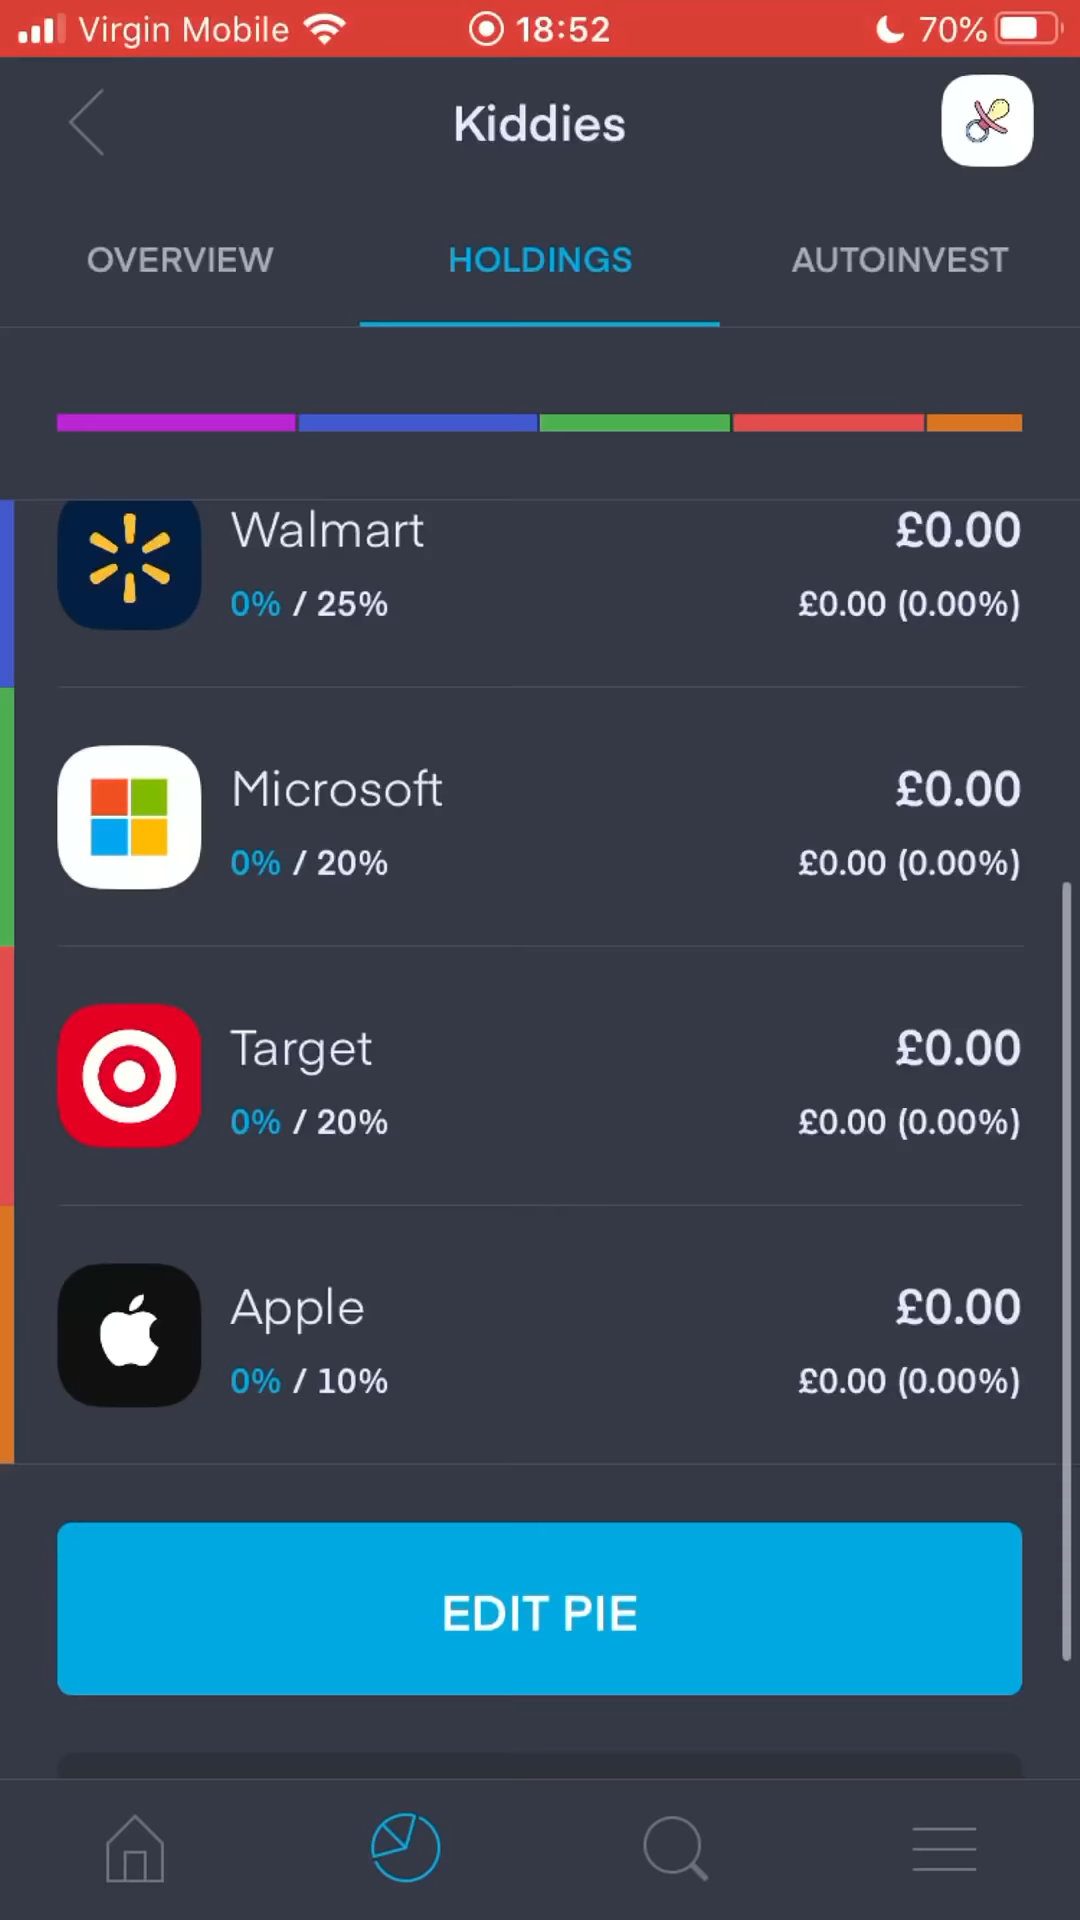 Virgin Mobile 18:52 70%
Kiddies
OVERVIEW HOLDINGS AUTOINVEST
Walmart £0.00
0% / 25% £0.00 (0.00%)
Microsoft £0.00
0% / 20% £0.00 (0.00%)
Target £0.00
0% / 20% £0.00 (0.00%)
Apple £0.00
0% / 10% £0.00 (0.00%)
EDIT PIE